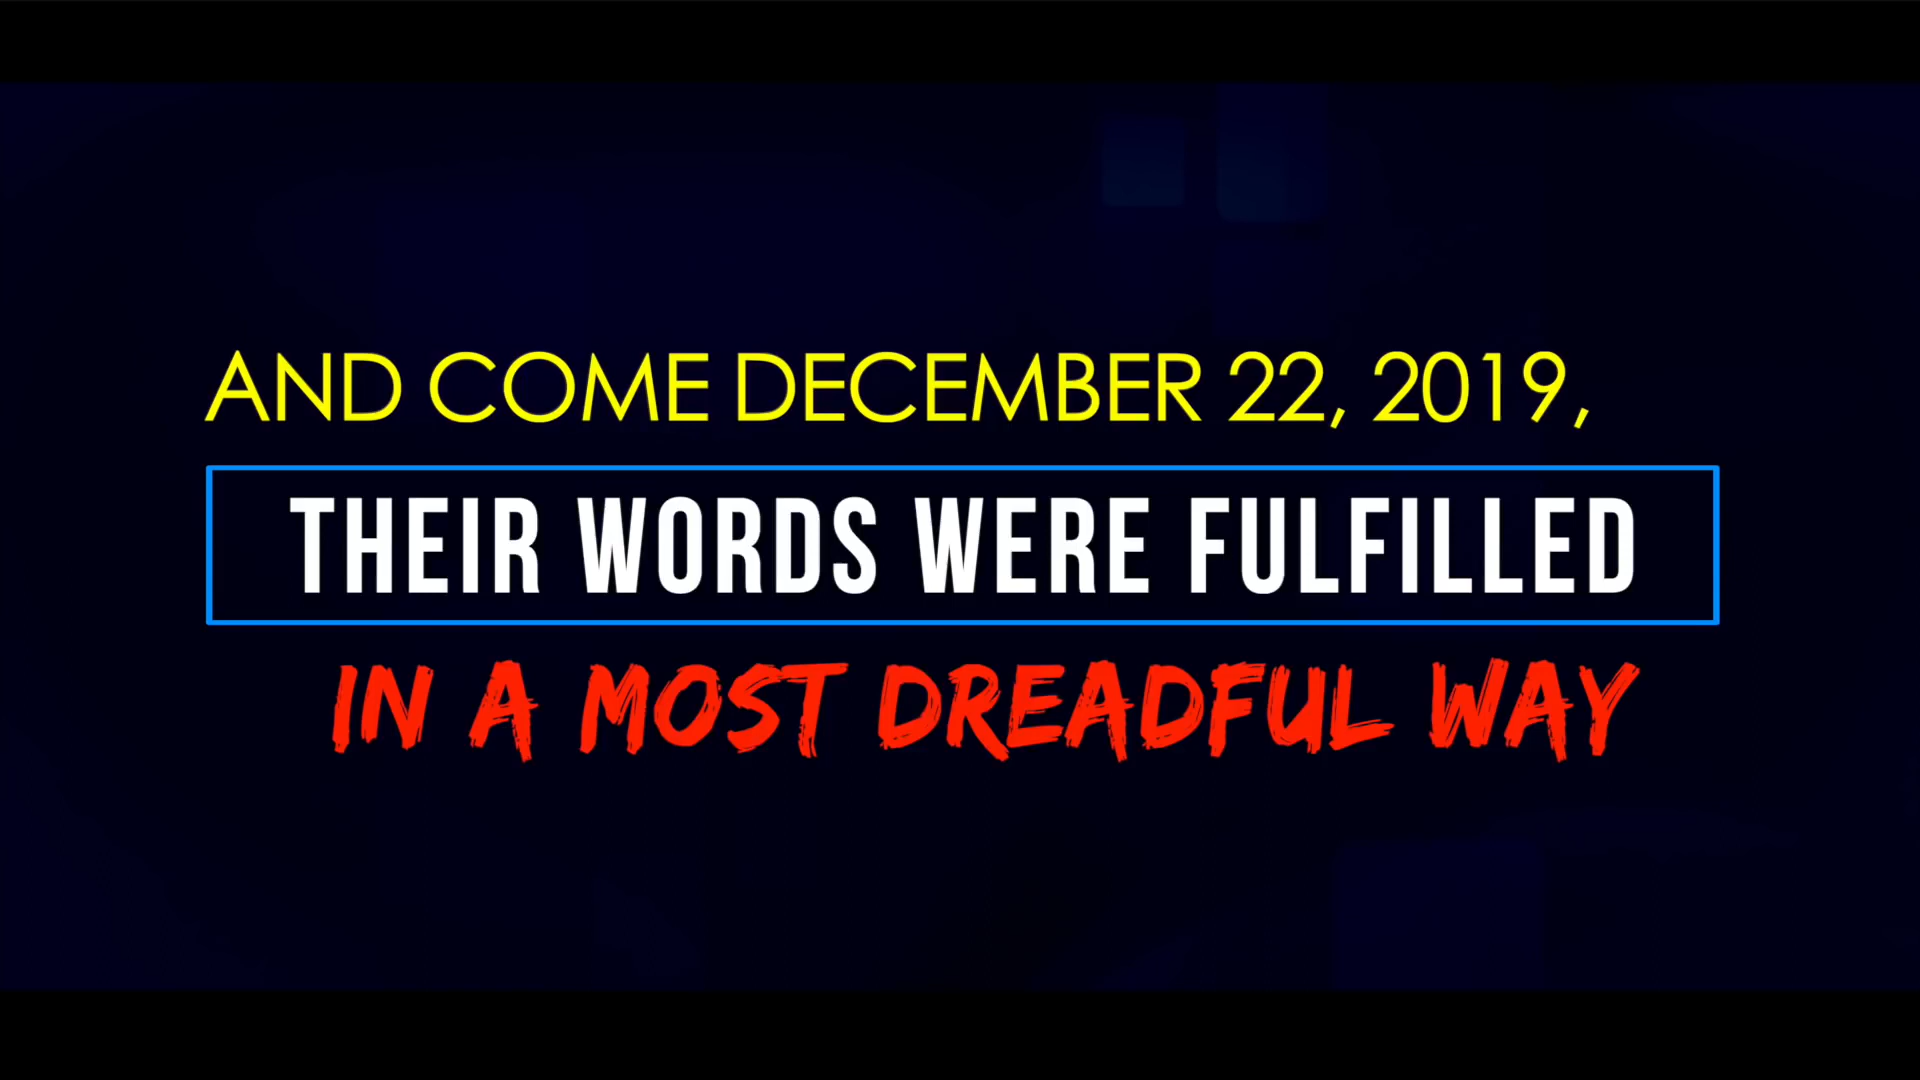 AND COME DECEMBER 22, 2019,
THEIR WORDS WERE FULFILLED
IN A MOST DREADFUL WAY